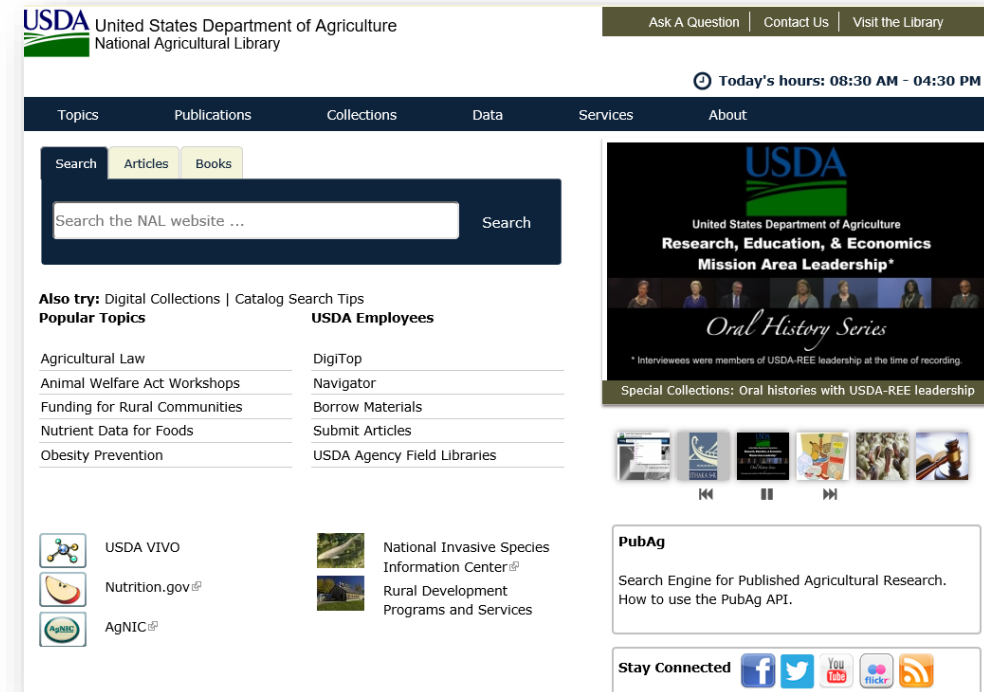 USDA United States Department of Agriculture
National Agricultural Library
Ask A Question | Contact Us | Visit the Library
Today's hours: 08:30 AM - 04:30 PM
Topics Publications Collections Data Services About
Search Articles Books
Search the NAL website ... Search
Also try: Digital Collections | Catalog Search Tips
Popular Topics
Agricultural Law
Animal Welfare Act Workshops
Funding for Rural Communities
Nutrient Data for Foods
Obesity Prevention
USDA Employees
DigiTop
Navigator
Borrow Materials
Submit Articles
USDA Agency Field Libraries
USDA VIVO
Nutrition.gov
AgNIC
AgNIC
National Invasive Species
Information Center
Rural Development
Programs and Services
USDA
United States Department of Agriculture
Research, Education, & Economics
Mission Area Leadership*
Oral History Series
* Interviewees were members of USDA-REE leadership at the time of recording.
Special Collections: Oral histories with USDA-REE leadership
PubAg
Search Engine for Published Agricultural Research.
How to use the PubAg API.
Stay Connected
You
Tube
flickr